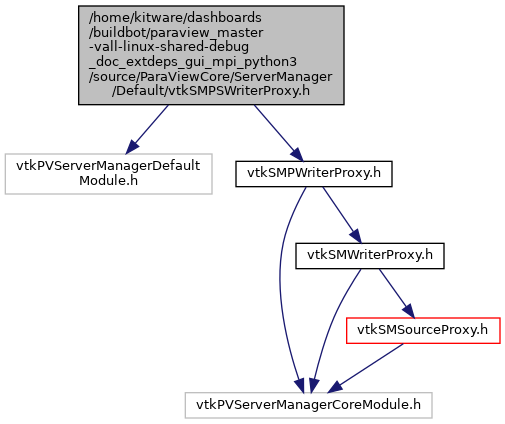 /home/kitware/dashboards
/buildbot/paraview_master
-vall-linux-shared-debug
_doc_extdeps_gui_mpi_python3
/source/ParaViewCore/ServerManager
/Default/vtkSMPSWriterProxy.h
vtkPVServerManagerDefault
Module.h
vtkSMPWriterProxy.h
vtkSMWriterProxy.h
vtkSMSourceProxy.h
vtkPVServerManagerCoreModule.h